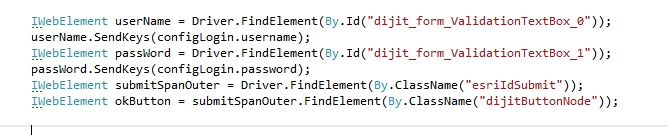 IWebElement userName = Driver.FindElement(By.Id("dijit_form_ValidationTextBox_0"));
userName.SendKeys(configLogin.username);
IWebElement passWord = Driver.FindElement(By.Id("dijit_form_ValidationTextBox_1"));
passWord.SendKeys(configLogin.password);
IWebElement submitSpanOuter = Driver.FindElement(By.ClassName("esriIdSubmit"));
IWebElement okButton = submitSpanOuter.FindElement(By.ClassName("dijitButtonNode"));